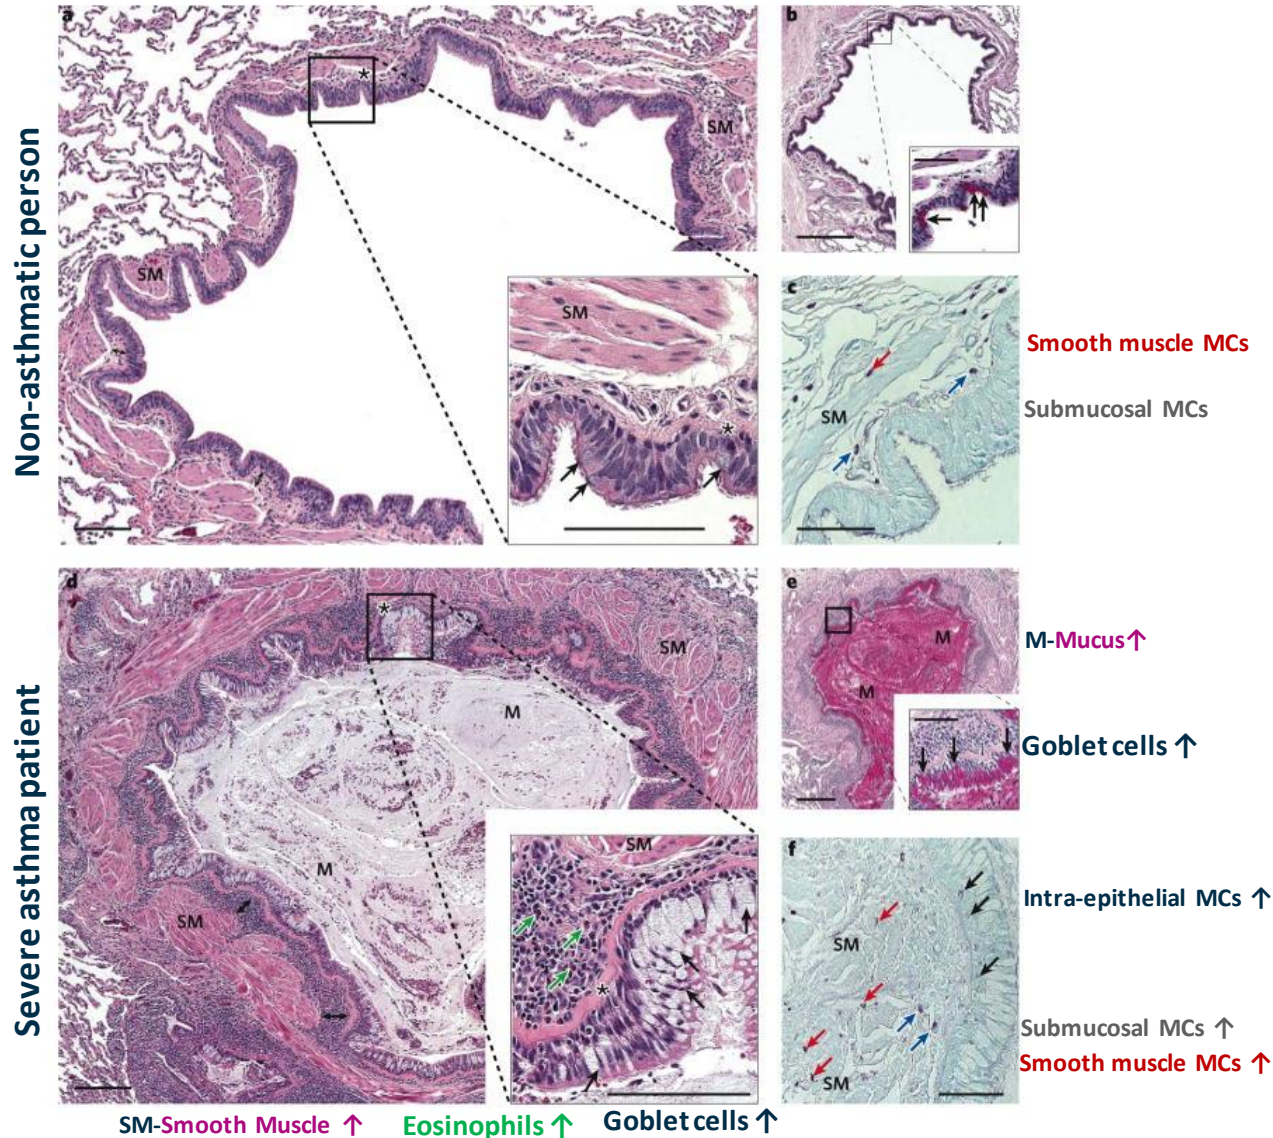 Non-asthmatic person
a
*
SM
SM
SM
*
b
c
SM
Smooth muscle MCs
Submucosal MCs
Severe asthma patient
d
*
SM
M
M
SM
SM
*
e
M
M
M-Mucus↑
Goblet cells ↑
f
SM
SM
Intra-epithelial MCs ↑
Submucosal MCs ↑
Smooth muscle MCs ↑
SM-Smooth Muscle ↑ Eosinophils ↑ Goblet cells ↑